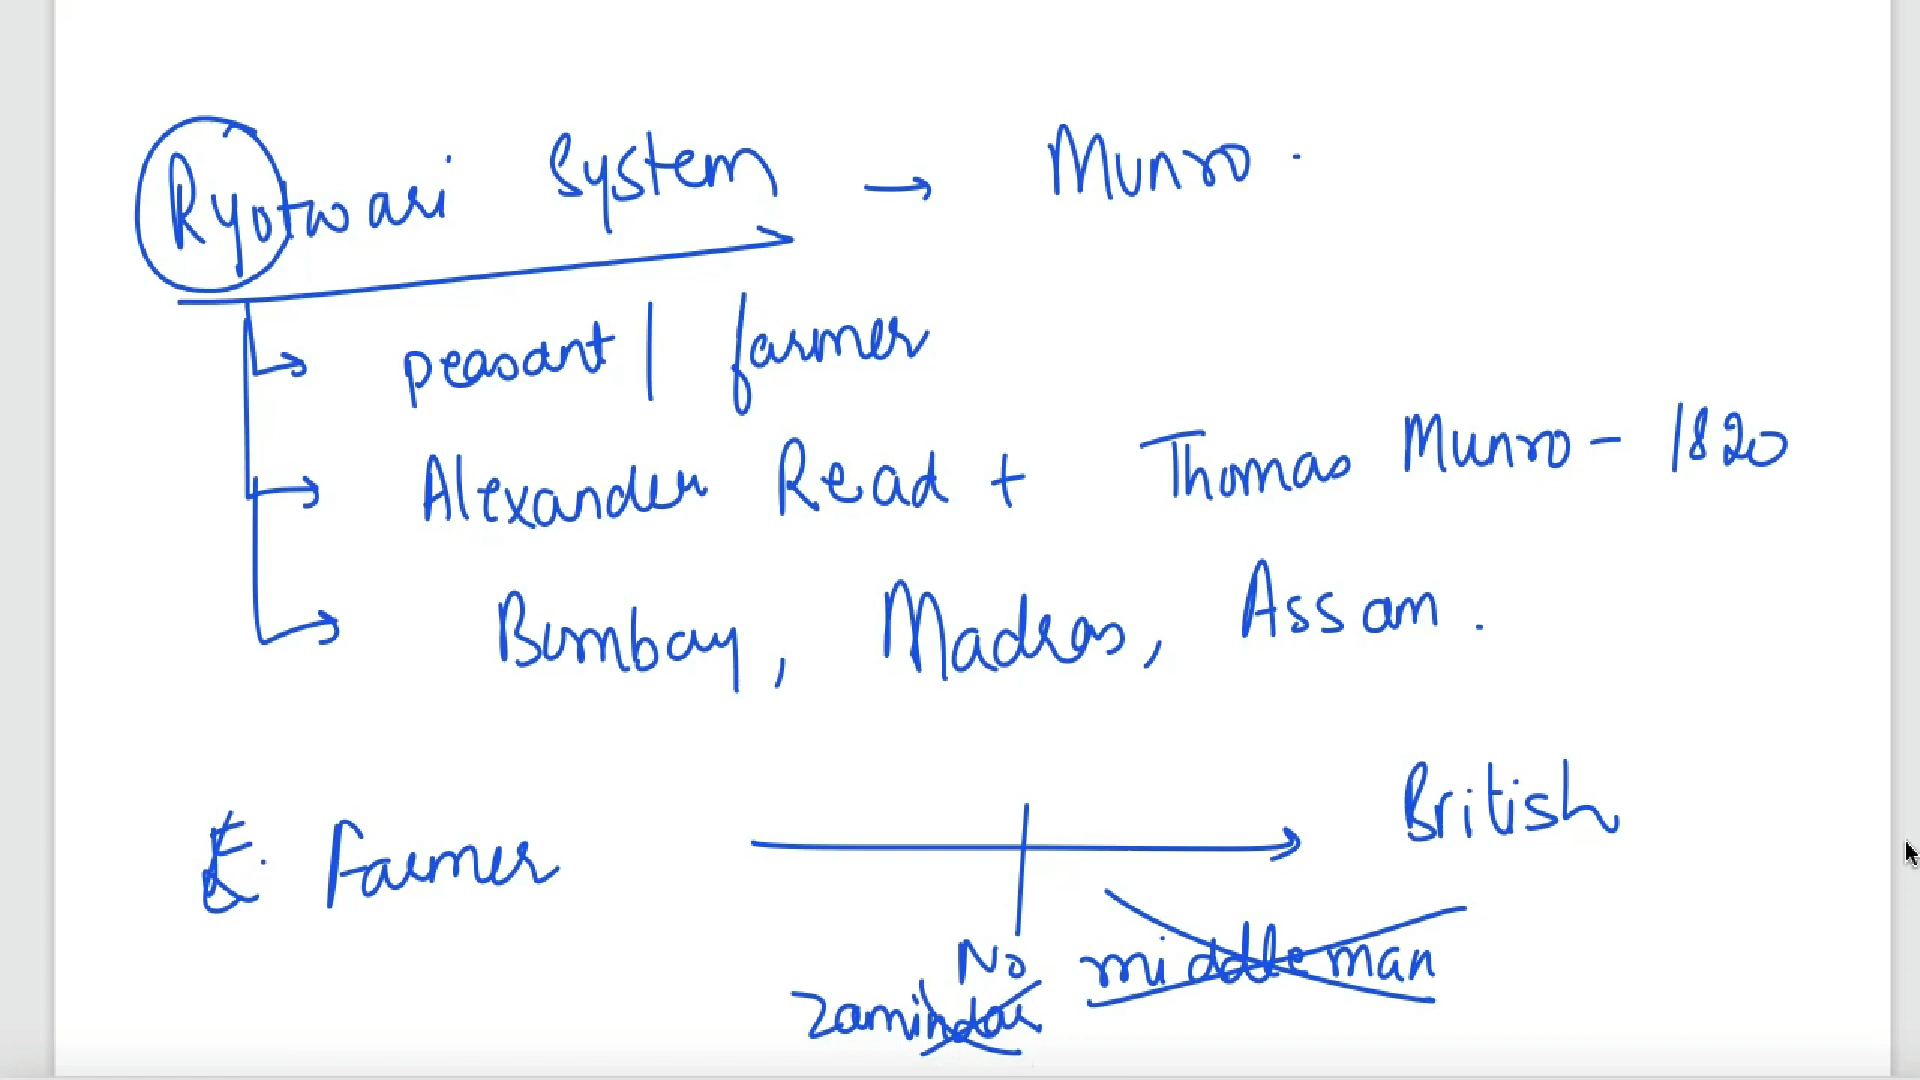 Ryotwari System → Munro.
peasant | farmer
Alexander Read + Thomas Munro - 1820
Bombay, Madras, Assam.
Farmer → British
No middleman
Zamindar